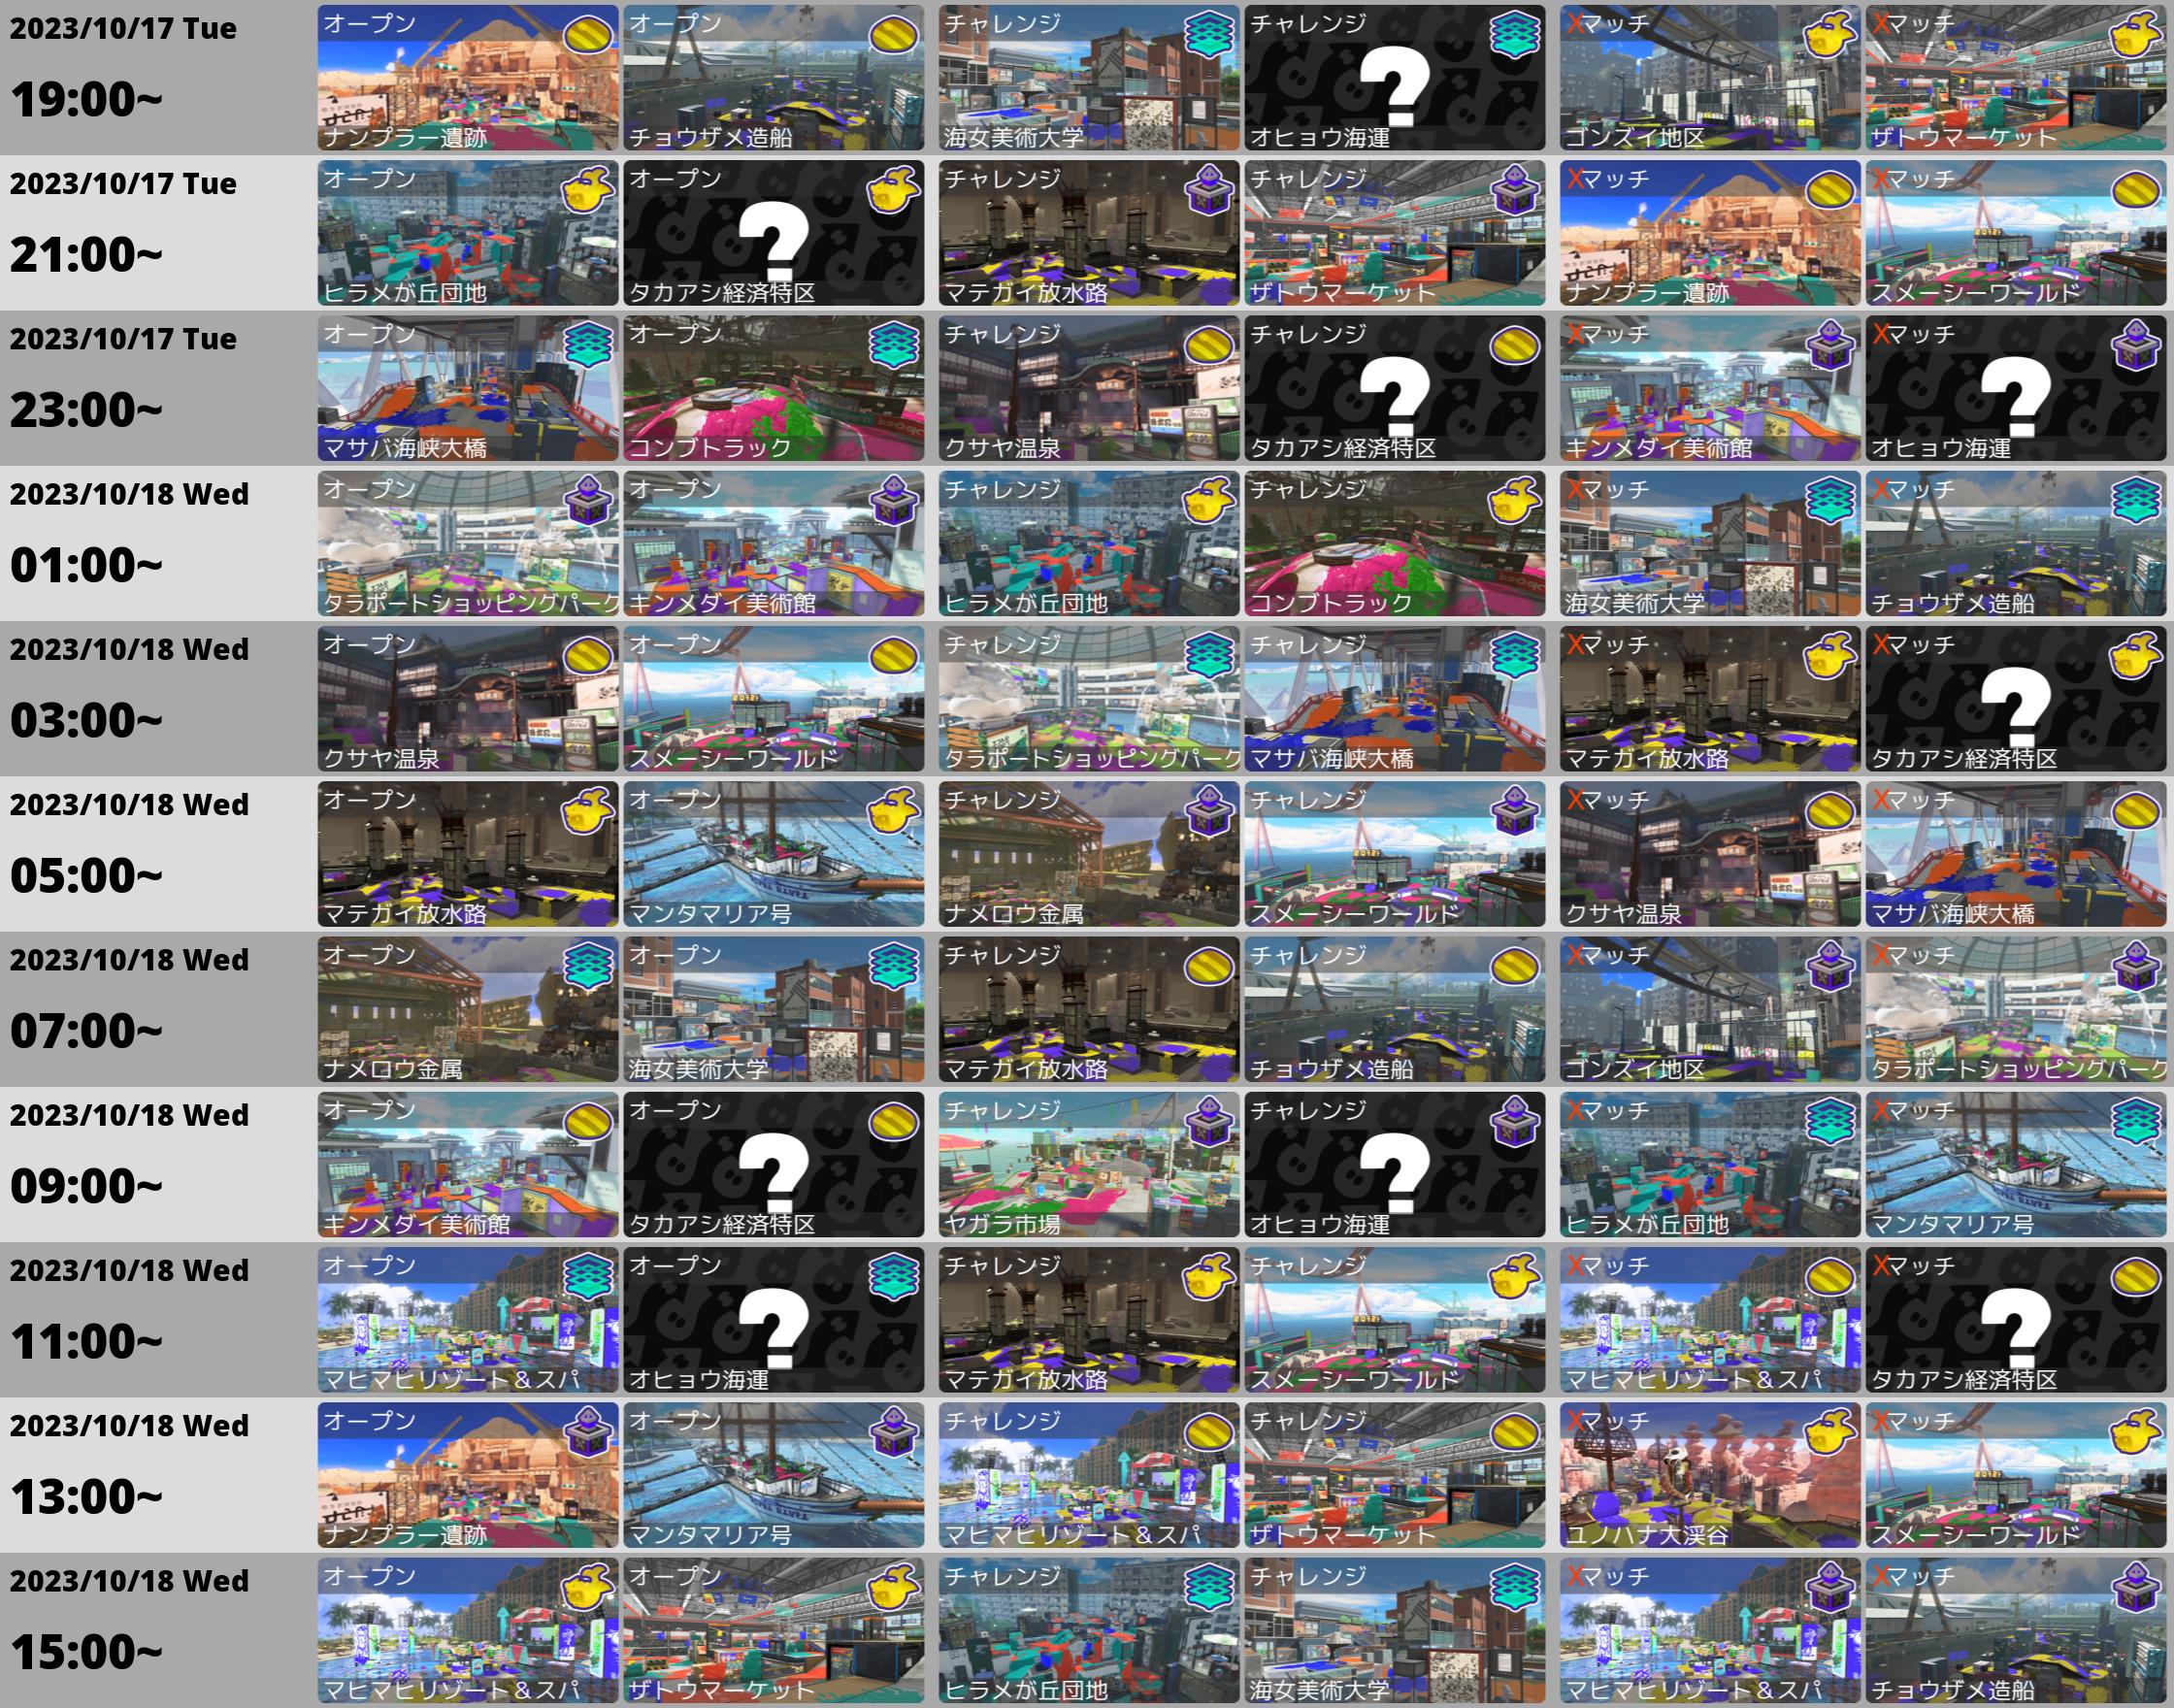 2023/10/17 Tue
19:00~
オープン
ナンプラー遺跡
オープン
チョウザメ造船
チャレンジ
海女美術大学
チャレンジ
オヒョウ海運
Xマッチ
ゴンズイ地区
Xマッチ
ザトウマーケット
2023/10/17 Tue
21:00~
オープン
ヒラメが丘団地
オープン
タカアシ経済特区
チャレンジ
マテガイ放水路
チャレンジ
ザトウマーケット
Xマッチ
ナンプラー遺跡
Xマッチ
スメーシーワールド
2023/10/17 Tue
23:00~
オープン
マサバ海峡大橋
オープン
コンブトラック
チャレンジ
クサヤ温泉
チャレンジ
タカアシ経済特区
Xマッチ
キンメダイ美術館
Xマッチ
オヒョウ海運
2023/10/18 Wed
01:00~
オープン
タラポートショッピングパーク
オープン
キンメダイ美術館
チャレンジ
ヒラメが丘団地
チャレンジ
コンブトラック
Xマッチ
海女美術大学
Xマッチ
チョウザメ造船
2023/10/18 Wed
03:00~
オープン
クサヤ温泉
オープン
スメーシーワールド
チャレンジ
タラポートショッピングパーク
チャレンジ
マサバ海峡大橋
Xマッチ
マテガイ放水路
Xマッチ
タカアシ経済特区
2023/10/18 Wed
05:00~
オープン
マテガイ放水路
オープン
マンタマリア号
チャレンジ
ナメロウ金属
チャレンジ
スメーシーワールド
Xマッチ
クサヤ温泉
Xマッチ
マサバ海峡大橋
2023/10/18 Wed
07:00~
オープン
ナメロウ金属
オープン
海女美術大学
チャレンジ
マテガイ放水路
チャレンジ
チョウザメ造船
Xマッチ
ゴンズイ地区
Xマッチ
タラポートショッピングパーク
2023/10/18 Wed
09:00~
オープン
キンメダイ美術館
オープン
タカアシ経済特区
チャレンジ
ヤガラ市場
チャレンジ
オヒョウ海運
Xマッチ
ヒラメが丘団地
Xマッチ
マンタマリア号
2023/10/18 Wed
11:00~
オープン
マヒマヒリゾート＆スパ
オープン
オヒョウ海運
チャレンジ
マテガイ放水路
チャレンジ
スメーシーワールド
Xマッチ
マヒマヒリゾート＆スパ
Xマッチ
タカアシ経済特区
2023/10/18 Wed
13:00~
オープン
ナンプラー遺跡
オープン
マンタマリア号
チャレンジ
マヒマヒリゾート＆スパ
チャレンジ
ザトウマーケット
Xマッチ
ユノハナ大渓谷
Xマッチ
スメーシーワールド
2023/10/18 Wed
15:00~
オープン
マヒマヒリゾート＆スパ
オープン
ザトウマーケット
チャレンジ
ヒラメが丘団地
チャレンジ
海女美術大学
Xマッチ
マヒマヒリゾート＆スパ
Xマッチ
チョウザメ造船